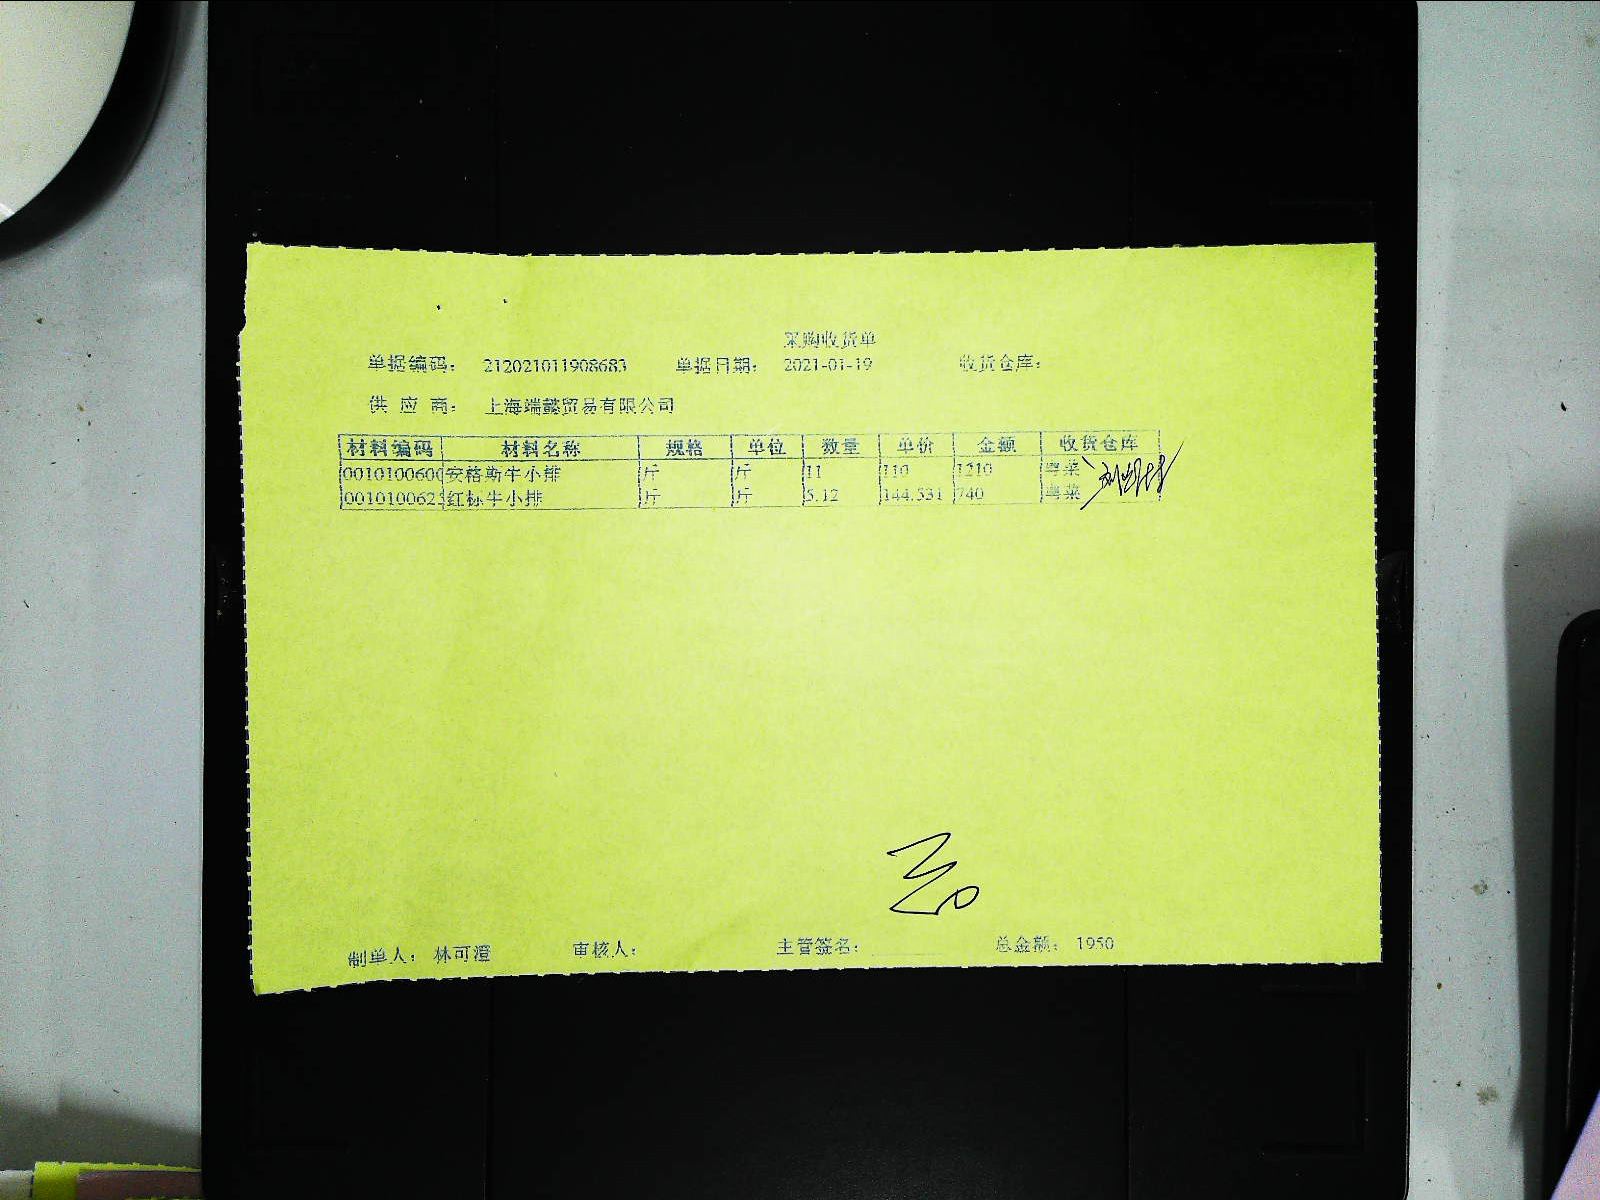 采购收货单
单据编码： 212021011908683 单据日期： 2021-01-19 收货仓库：
供 应 商： 上海端懿贸易有限公司
材料编码 材料名称 规格 单位 数量 单价 金额 收货仓库
0010100600 安格斯牛小排 斤 斤 11 110 1210 粤菜
001010062 红标牛小排 斤 斤 5.12 144.531 740 粤菜
制单人： 林可澄 审核人： 主管签名： 总金额： 1950